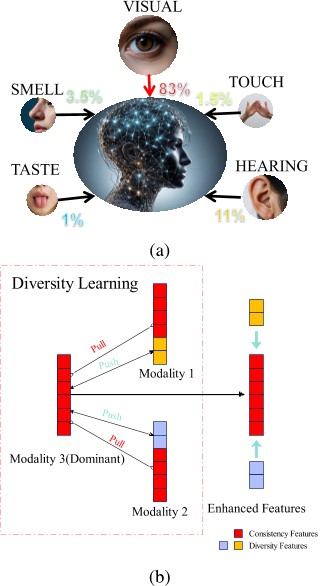 VISUAL
83%
SMELL
3.5%
TOUCH
1.5%
TASTE
1%
HEARING
11%
(a)
Diversity Learning
Pull
Push
Modality 1
Push
Pull
Modality 3(Dominant)
Modality 2
Enhanced Features
Consistency Features
Diversity Features
(b)